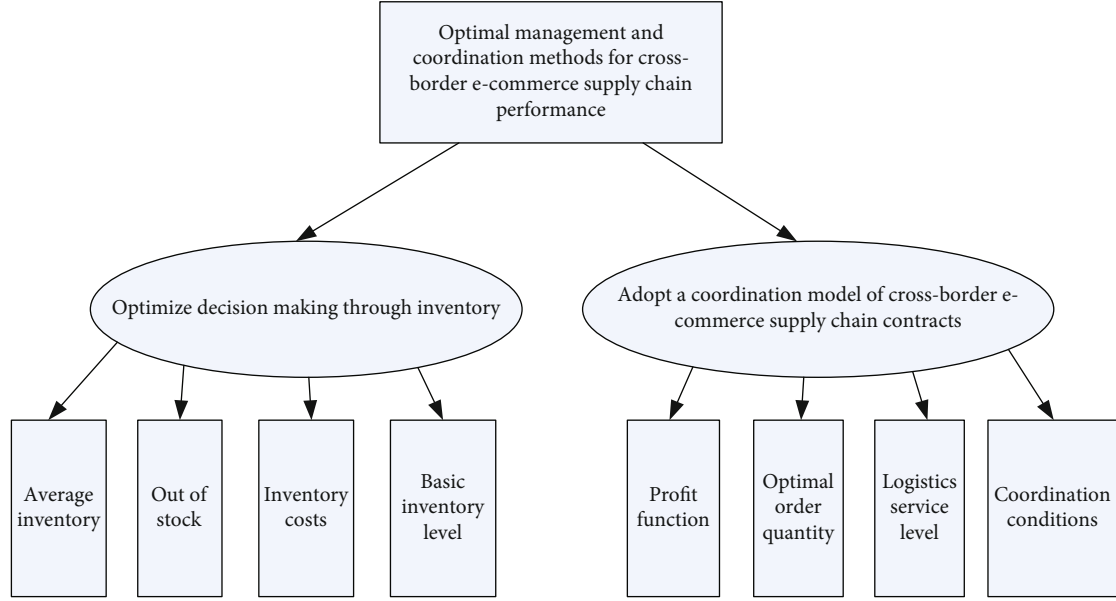 Optimal management and
coordination methods for cross-
border e-commerce supply chain
performance
Optimize decision making through inventory
Adopt a coordination model of cross-border e-
commerce supply chain contracts
Average
inventory
Out of
stock
Inventory
costs
Basic
inventory
level
Profit
function
Optimal
order
quantity
Logistics
service
level
Coordination
conditions